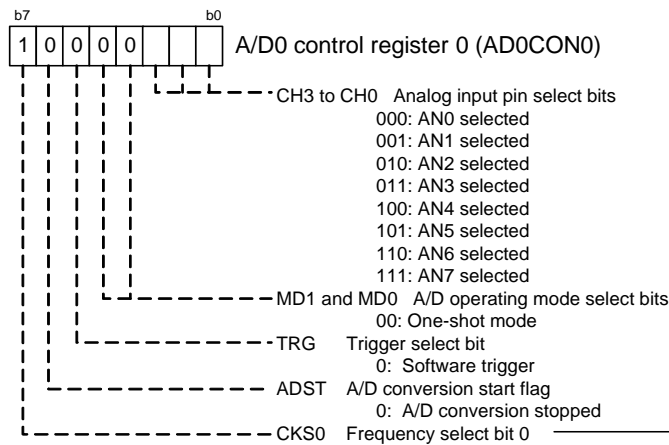 b7 b0
1 0 0 0 0 A/D0 control register 0 (AD0CON0)
CH3 to CH0 Analog input pin select bits
000: AN0 selected
001: AN1 selected
010: AN2 selected
011: AN3 selected
100: AN4 selected
101: AN5 selected
110: AN6 selected
111: AN7 selected
MD1 and MD0 A/D operating mode select bits
00: One-shot mode
TRG Trigger select bit
0: Software trigger
ADST A/D conversion start flag
0: A/D conversion stopped
CKS0 Frequency select bit 0